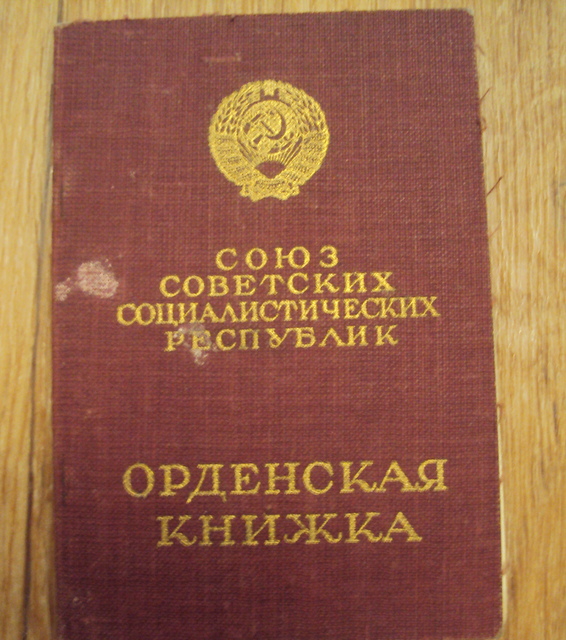 СОЮЗ
СОВЕТСКИХ
СОЦИАЛИСТИЧЕСКИХ
РЕСПУБЛИК
ОРДЕНСКАЯ
КНИЖКА